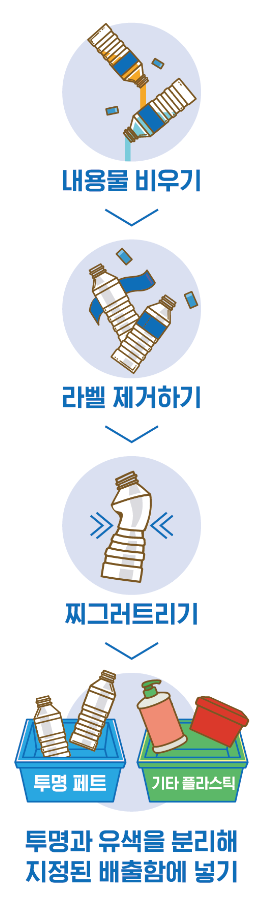 내용물 비우기
라벨 제거하기
찌그러트리기
투명 페트
기타 플라스틱
투명과 유색을 분리해
지정된 배출함에 넣기